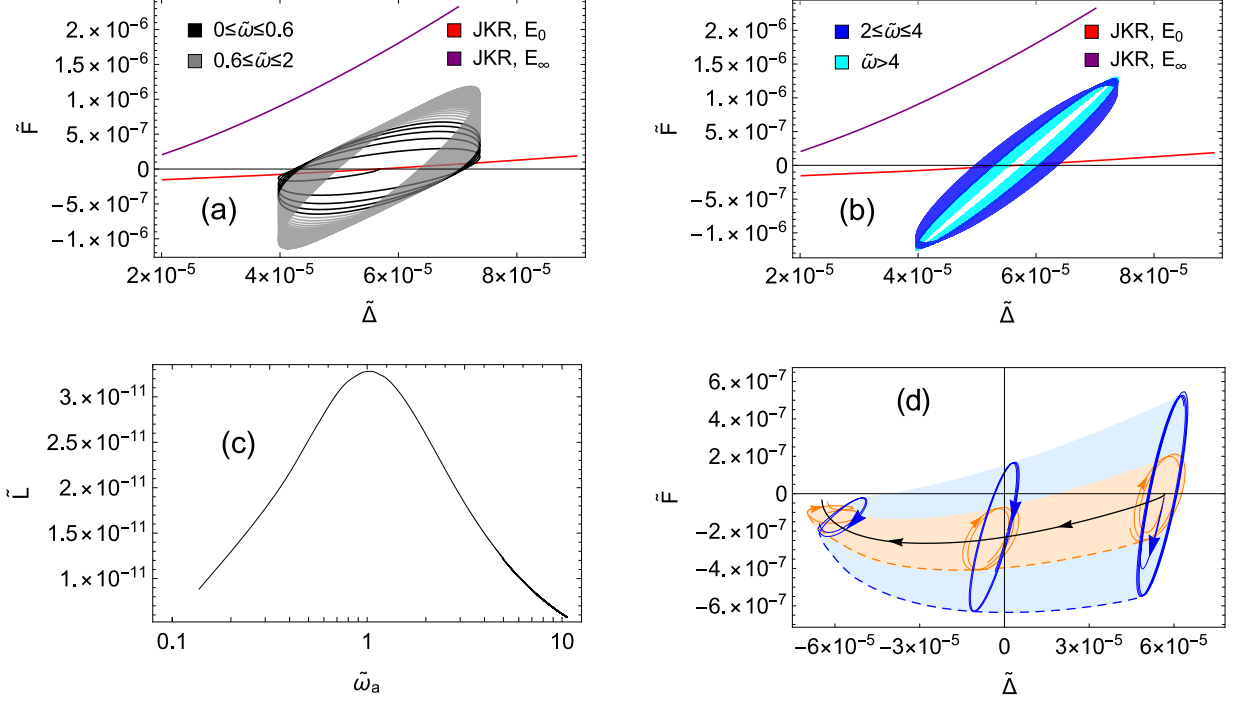 2.×10⁻⁶
1.5×10⁻⁶
1.×10⁻⁶
5.×10⁻⁷
0
−5.×10⁻⁷
−1.×10⁻⁶
F̃
0≤ω̃≤0.6
0.6≤ω̃≤2
JKR, E₀
JKR, E∞
(a)
2×10⁻⁵ 4×10⁻⁵ 6×10⁻⁵ 8×10⁻⁵
Δ̃
2.×10⁻⁶
1.5×10⁻⁶
1.×10⁻⁶
5.×10⁻⁷
0
−5.×10⁻⁷
−1.×10⁻⁶
F̃
2≤ω̃≤4
ω̃>4
JKR, E₀
JKR, E∞
(b)
2×10⁻⁵ 4×10⁻⁵ 6×10⁻⁵ 8×10⁻⁵
Δ̃
3.×10⁻¹¹
2.5×10⁻¹¹
2.×10⁻¹¹
1.5×10⁻¹¹
1.×10⁻¹¹
L̃
(c)
0.1 1 10
ω̃ₐ
6.×10⁻⁷
4.×10⁻⁷
2.×10⁻⁷
0
−2.×10⁻⁷
−4.×10⁻⁷
−6.×10⁻⁷
F̃
(d)
−6×10⁻⁵ −3×10⁻⁵ 0 3×10⁻⁵ 6×10⁻⁵
Δ̃